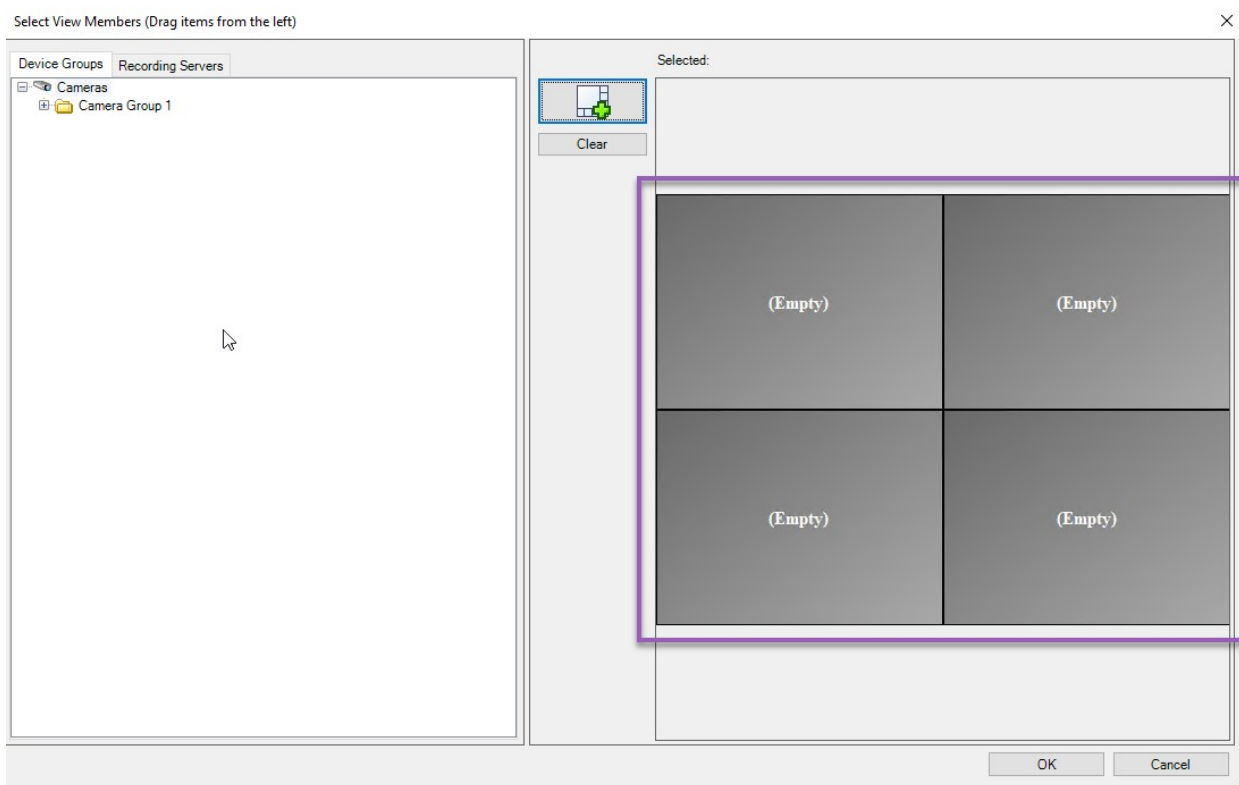 Select View Members (Drag items from the left)
Device Groups Recording Servers
Cameras
Camera Group 1
Clear
Selected:
(Empty) (Empty)
(Empty) (Empty)
OK Cancel